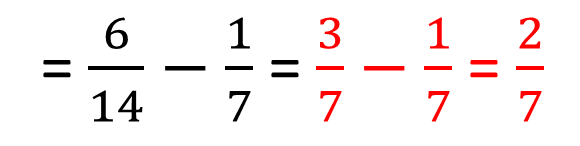 = 6/14 − 1/7 = 3/7 − 1/7 = 2/7